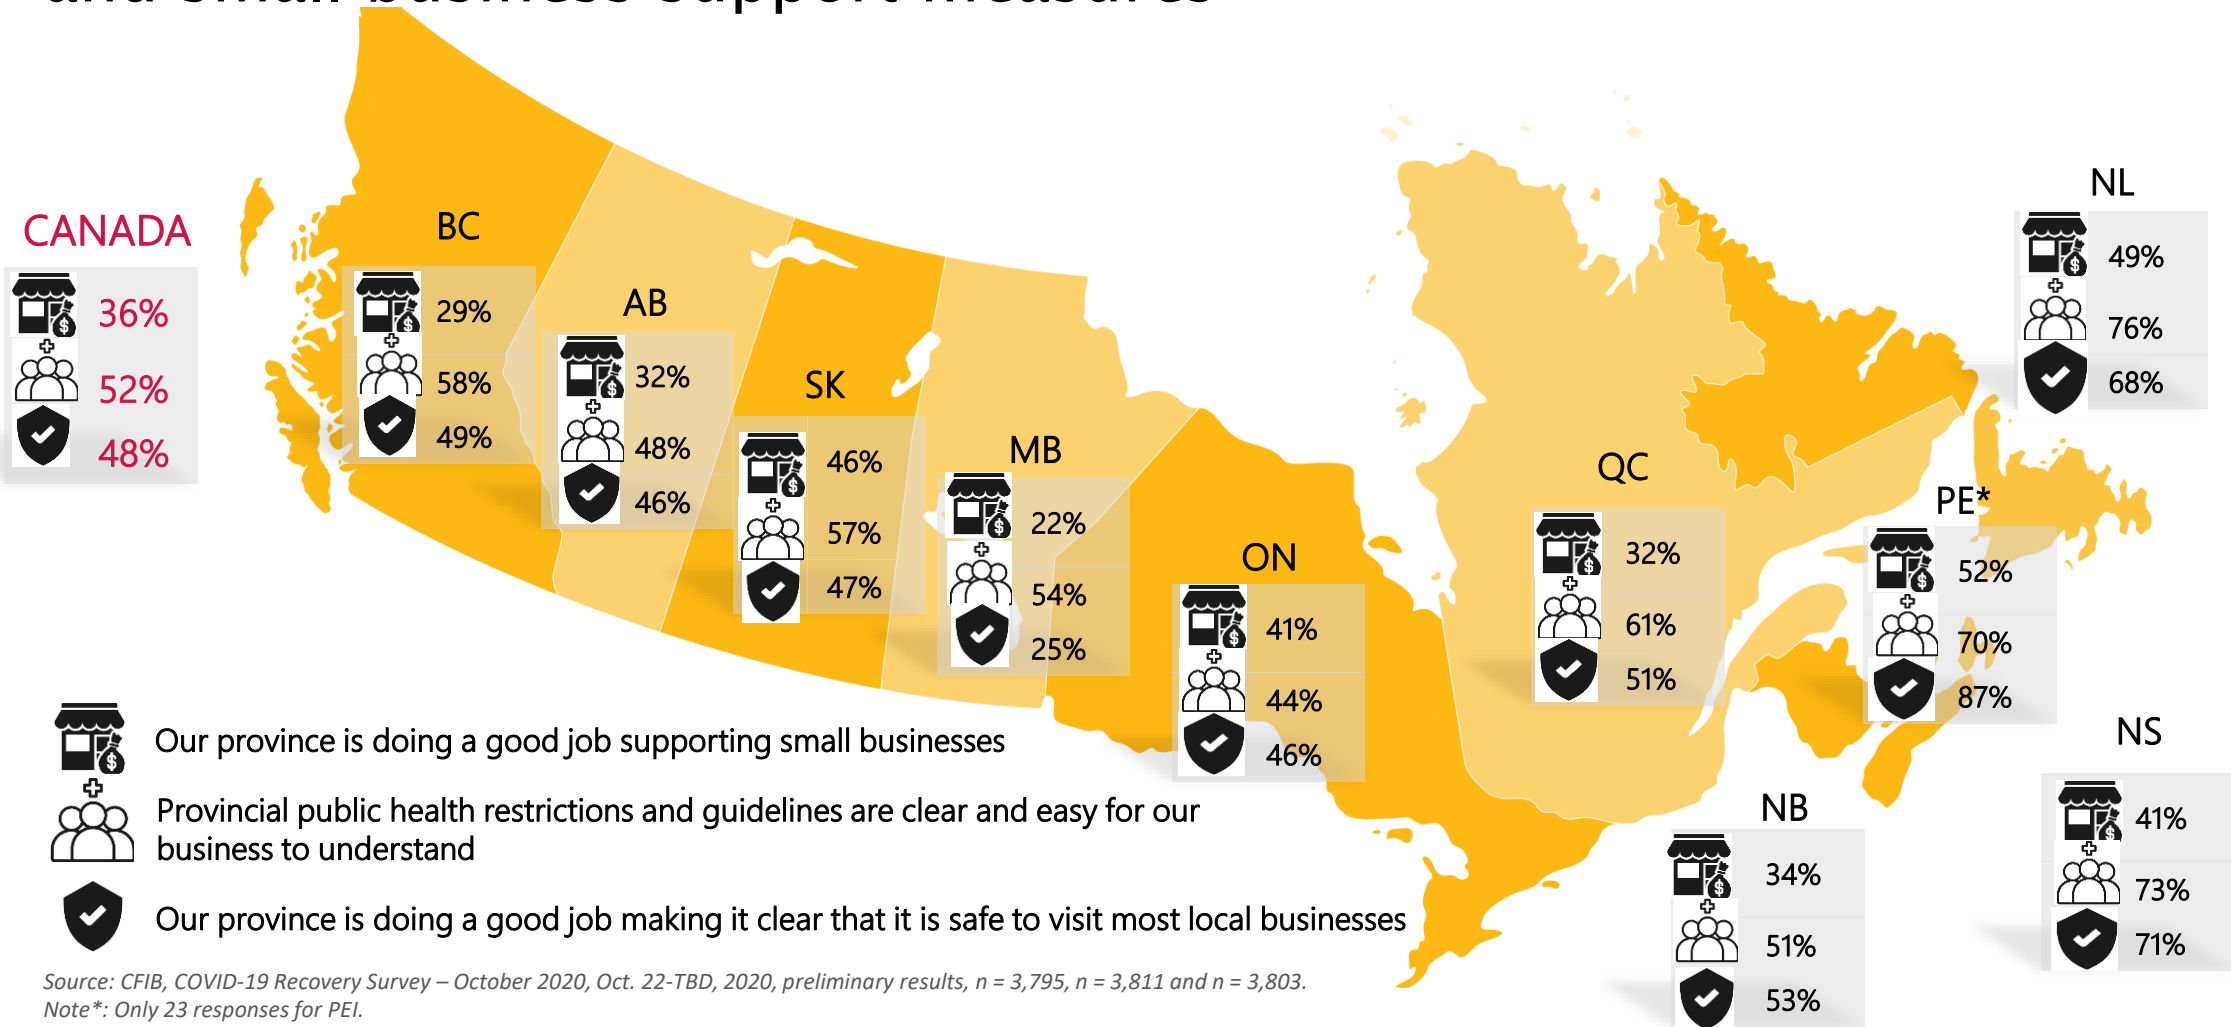 and small business support measures
CANADA
36%
52%
48%
BC
29%
58%
49%
AB
32%
48%
46%
SK
46%
57%
47%
MB
22%
54%
25%
ON
41%
44%
46%
QC
32%
61%
51%
NL
49%
76%
68%
PE*
52%
70%
87%
NS
41%
73%
71%
NB
34%
51%
53%
Our province is doing a good job supporting small businesses
Provincial public health restrictions and guidelines are clear and easy for our
business to understand
Our province is doing a good job making it clear that it is safe to visit most local businesses
Source: CFIB, COVID-19 Recovery Survey – October 2020, Oct. 22-TBD, 2020, preliminary results, n = 3,795, n = 3,811 and n = 3,803.
Note*: Only 23 responses for PEI.